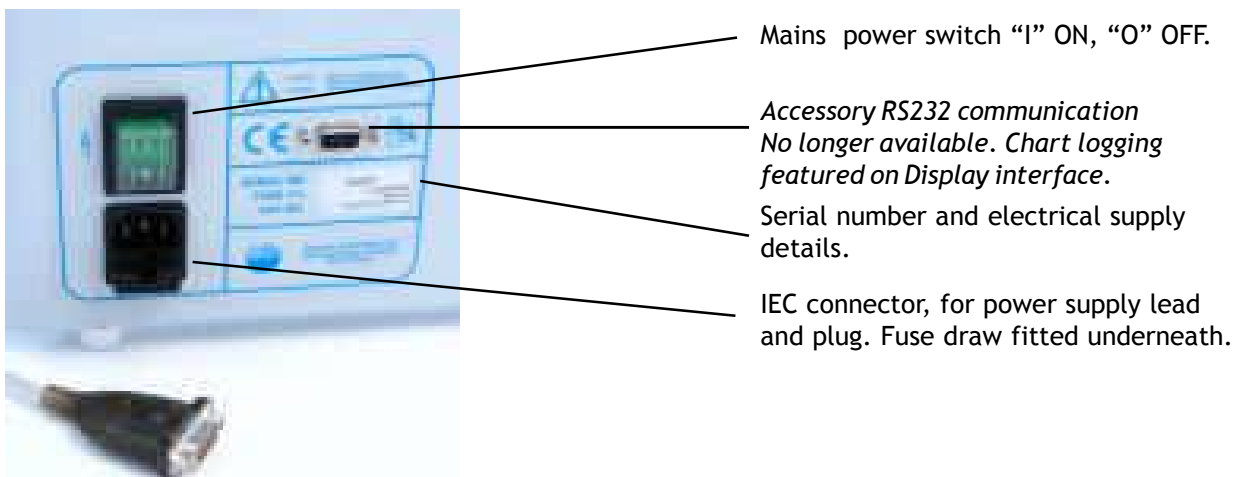 Mains power switch “I” ON, “O” OFF.
Accessory RS232 communication
No longer available. Chart logging
featured on Display interface.
Serial number and electrical supply
details.
IEC connector, for power supply lead
and plug. Fuse draw fitted underneath.
CE